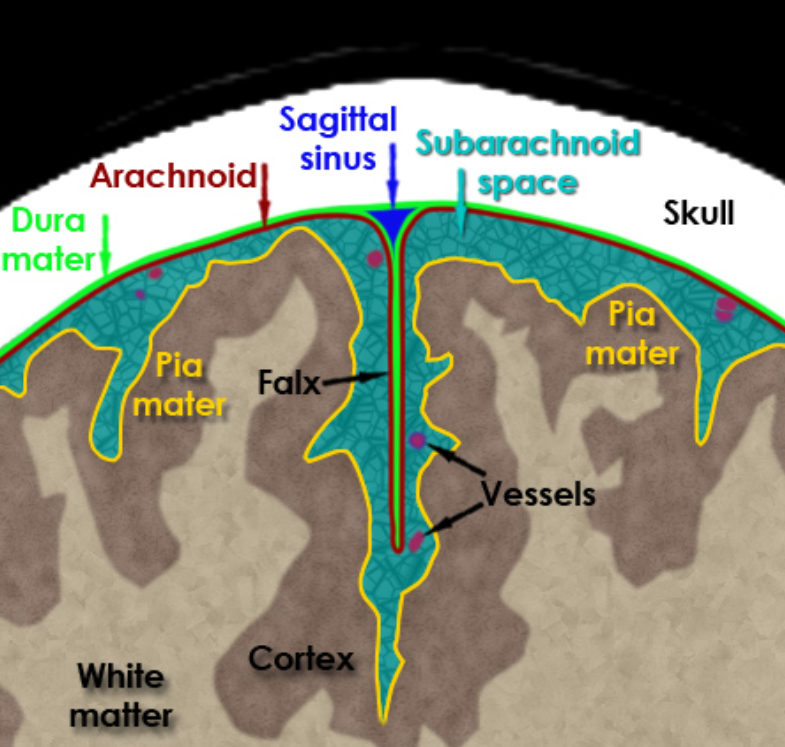 Sagittal
sinus
Subarachnoid
space
Arachnoid
Skull
Dura
mater
Pia
mater
Pia
mater
Falx
Vessels
Cortex
White
matter